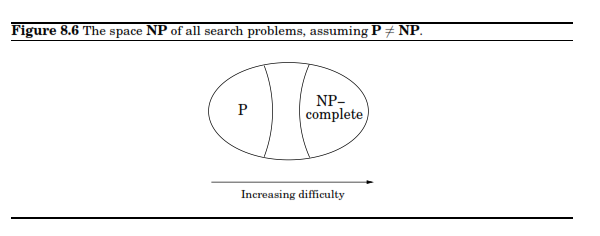 Figure 8.6 The space NP of all search problems, assuming P ≠ NP.
P
NP–
complete
Increasing difficulty